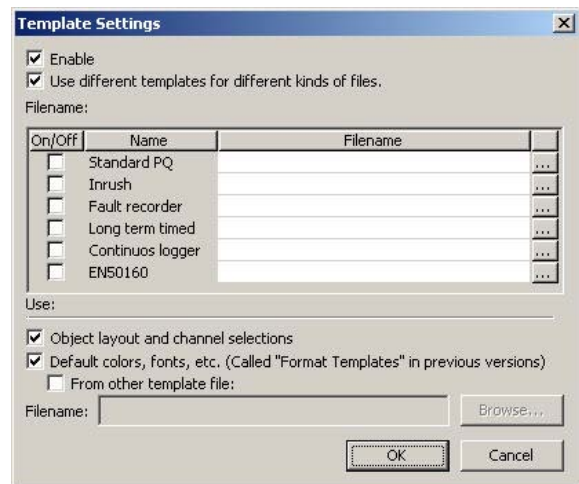 Template Settings
Enable
Use different templates for different kinds of files.
Filename:
On/Off Name Filename
Standard PQ ...
Inrush ...
Fault recorder ...
Long term timed ...
Continuos logger ...
EN50160 ...
Use:
Object layout and channel selections
Default colors, fonts, etc. (Called "Format Templates" in previous versions)
From other template file:
Filename: Browse...
OK Cancel